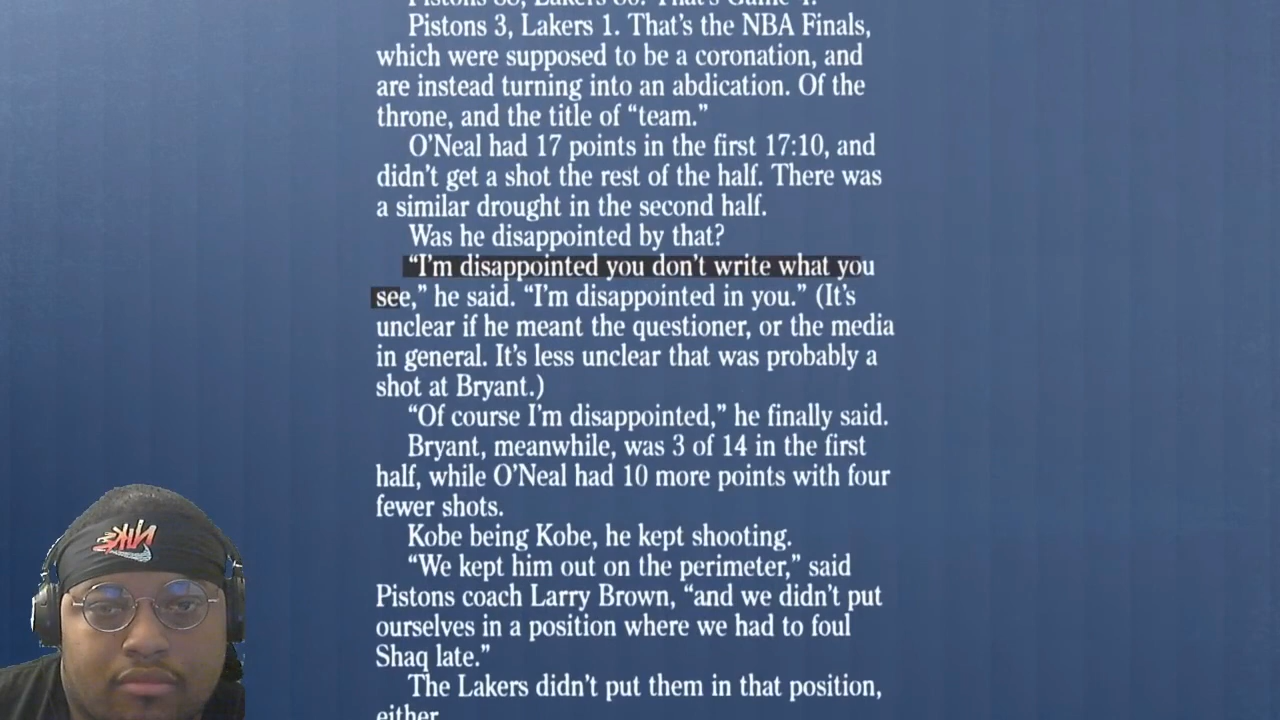 Pistons 3, Lakers 1. That's the NBA Finals,
which were supposed to be a coronation, and
are instead turning into an abdication. Of the
throne, and the title of “team.”
O'Neal had 17 points in the first 17:10, and
didn't get a shot the rest of the half. There was
a similar drought in the second half.
Was he disappointed by that?
“I'm disappointed you don't write what you
see,” he said. “I'm disappointed in you.” (It's
unclear if he meant the questioner, or the media
in general. It's less unclear that was probably a
shot at Bryant.)
“Of course I'm disappointed,” he finally said.
Bryant, meanwhile, was 3 of 14 in the first
half, while O'Neal had 10 more points with four
fewer shots.
Kobe being Kobe, he kept shooting.
“We kept him out on the perimeter,” said
Pistons coach Larry Brown, “and we didn't put
ourselves in a position where we had to foul
Shaq late.”
The Lakers didn't put them in that position,
either